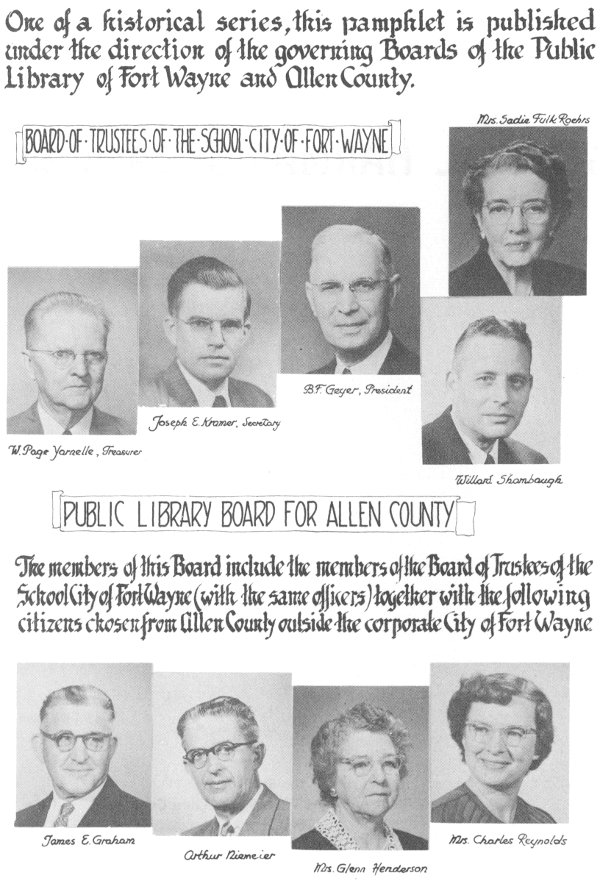 One of a historical series, this pamphlet is published
under the direction of the governing Boards of the Public
Library of Fort Wayne and Allen County.
BOARD·OF·TRUSTEES·OF·THE·SCHOOL·CITY·OF·FORT·WAYNE
Mrs. Sadie Fulk Roehrs
B.F. Geyer, President
Joseph E. Kramer, Secretary
W. Page Yarnelle, Treasurer
Willard Shambaugh
PUBLIC LIBRARY BOARD FOR ALLEN COUNTY
The members of this Board include the members of the Board of Trustees of the
School City of Fort Wayne (with the same officers) together with the following
citizens chosen from Allen County outside the corporate City of Fort Wayne
James E. Graham
Arthur Niemeier
Mrs. Glenn Henderson
Mrs. Charles Reynolds